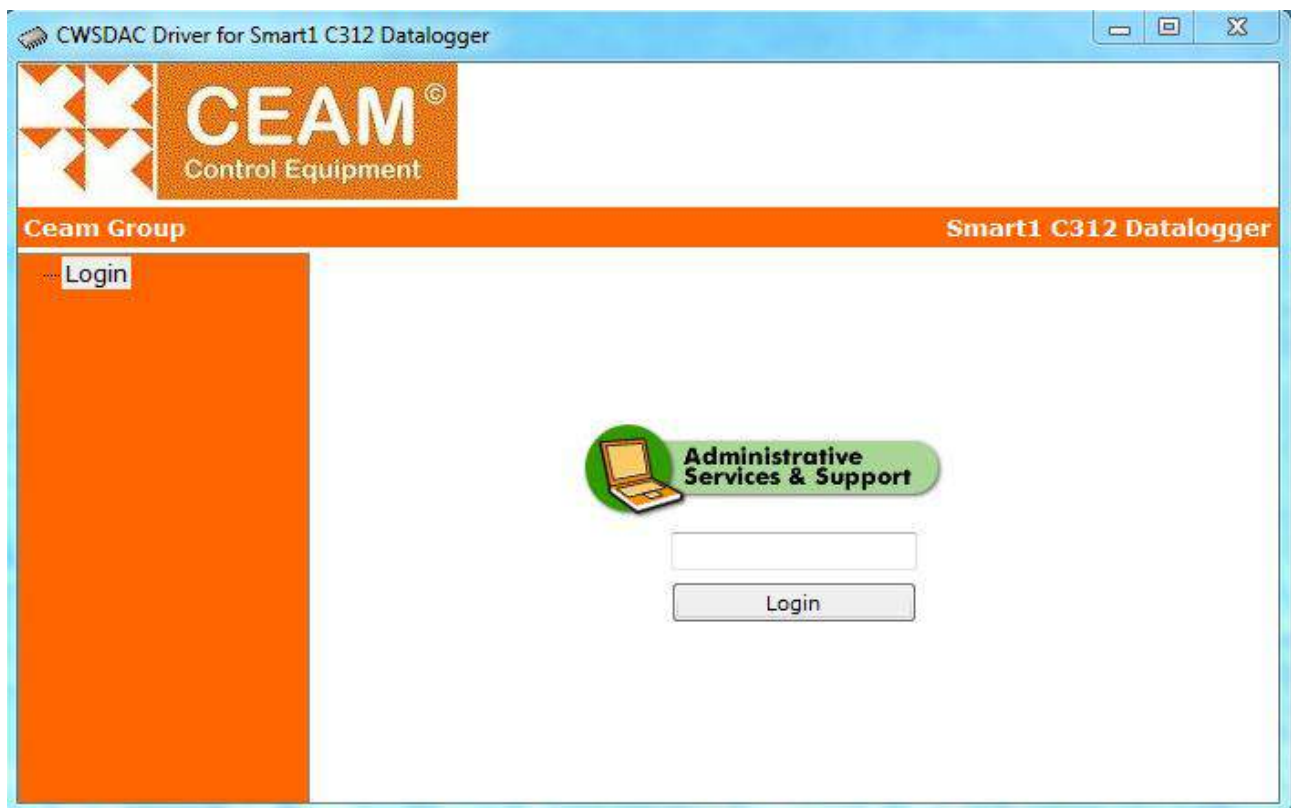 CWSDAC Driver for Smart1 C312 Datalogger
CEAM©
Control Equipment
Ceam Group
Smart1 C312 Datalogger
Login
Administrative
Services & Support
Login